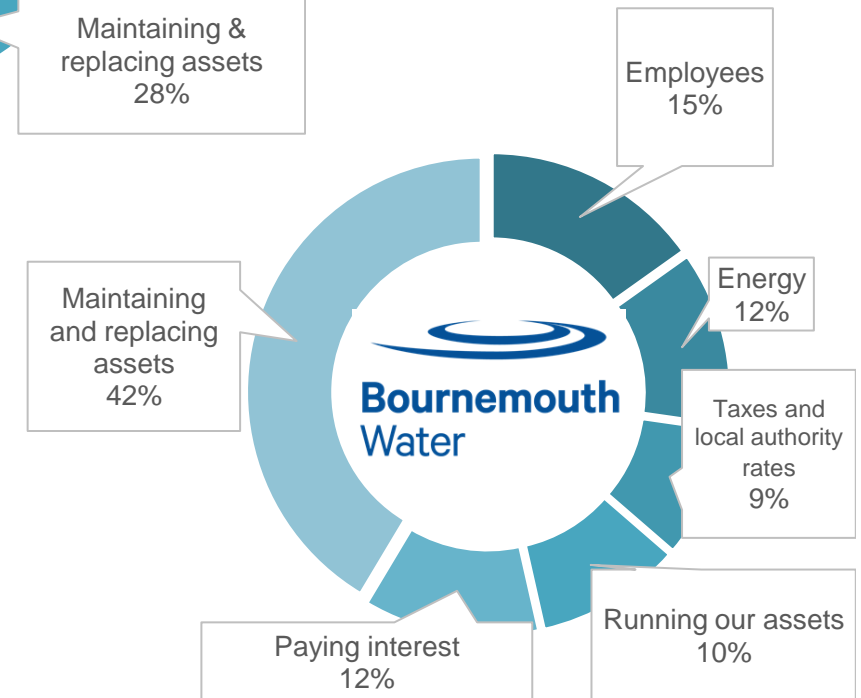 Maintaining &
replacing assets
28%
Employees
15%
Energy
12%
Taxes and
local authority
rates
9%
Running our assets
10%
Paying interest
12%
Maintaining
and replacing
assets
42%
Bournemouth
Water